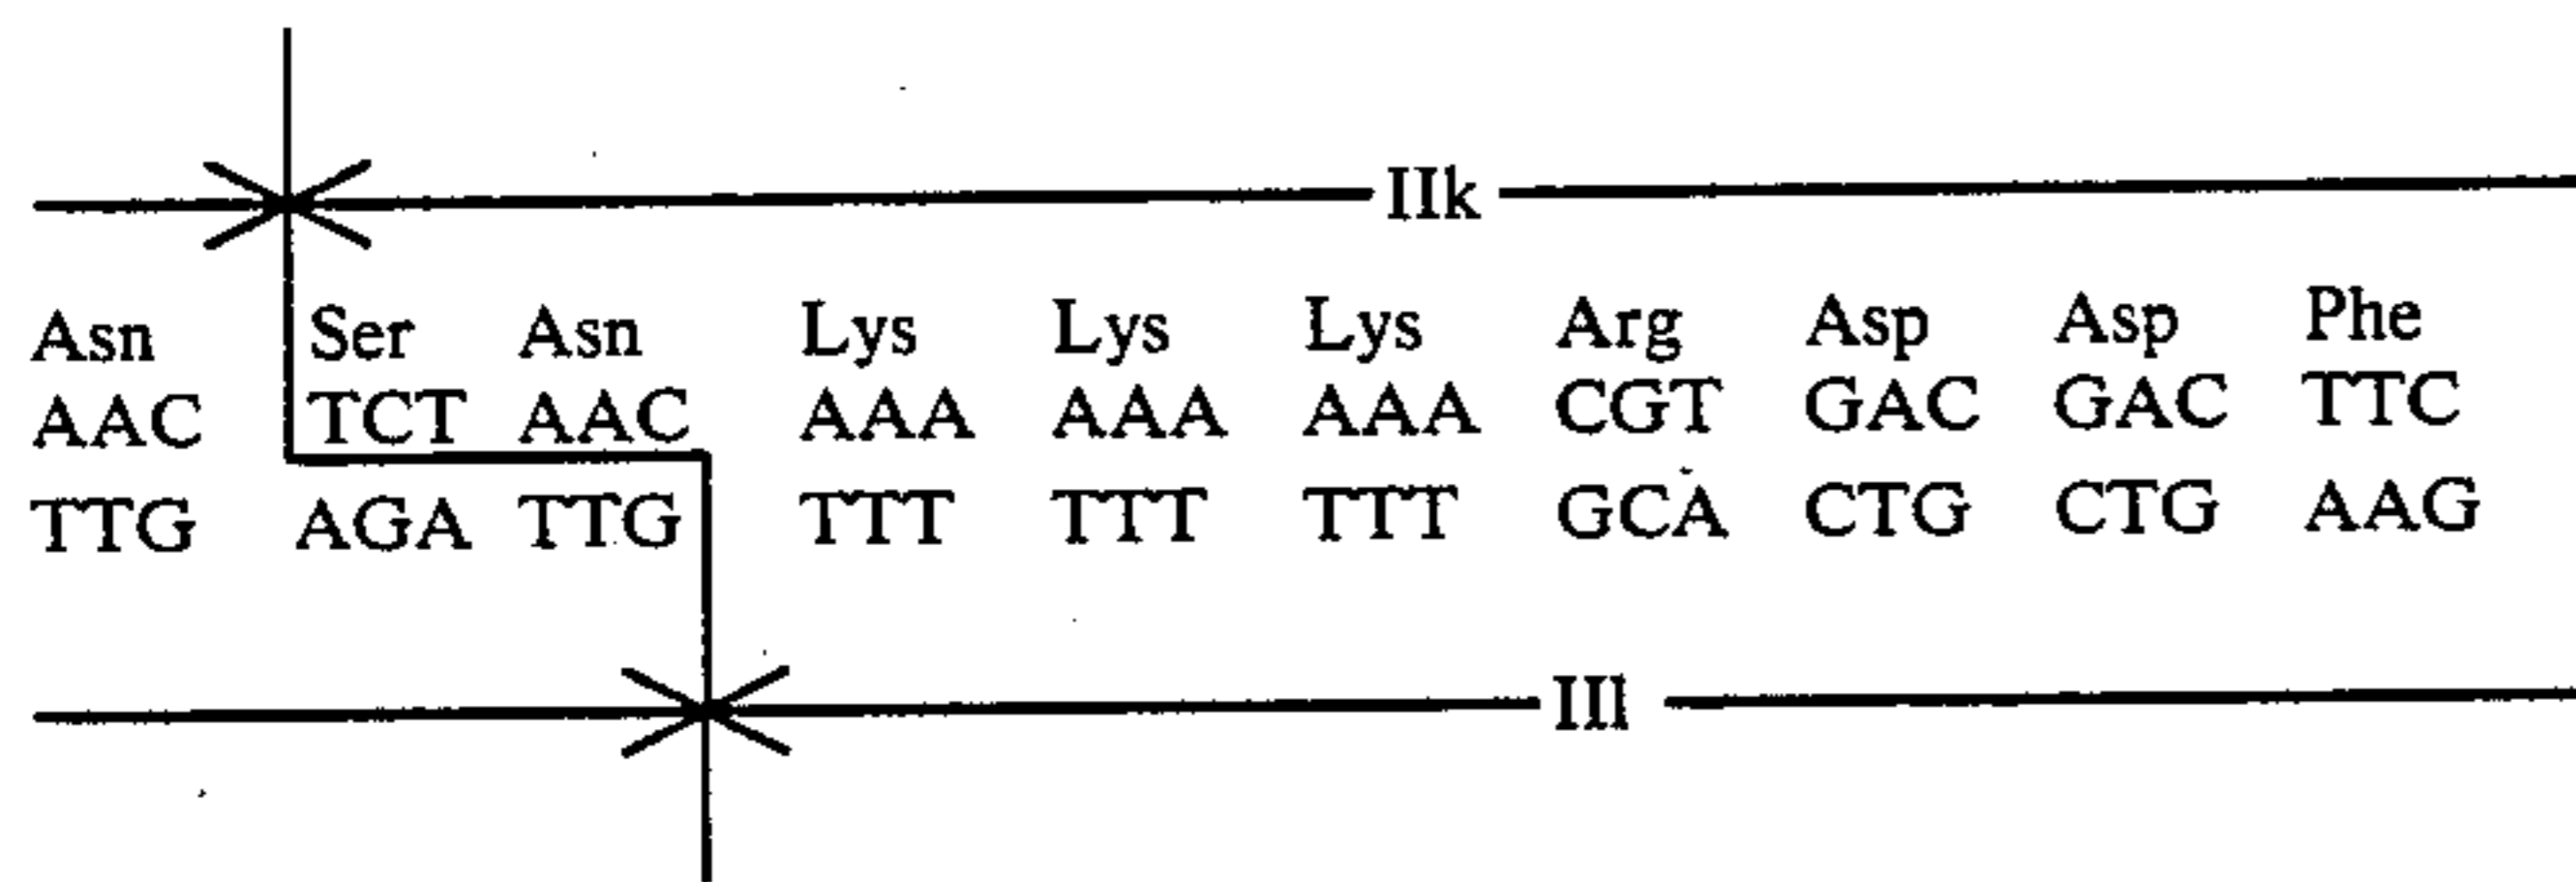 IIk
Asn Ser Asn Lys Lys Lys Arg Asp Asp Phe
AAC TCT AAC AAA AAA AAA CGT GAC GAC TTC
TTG AGA TTG TTT TTT TTT GCA CTG CTG AAG
IIl